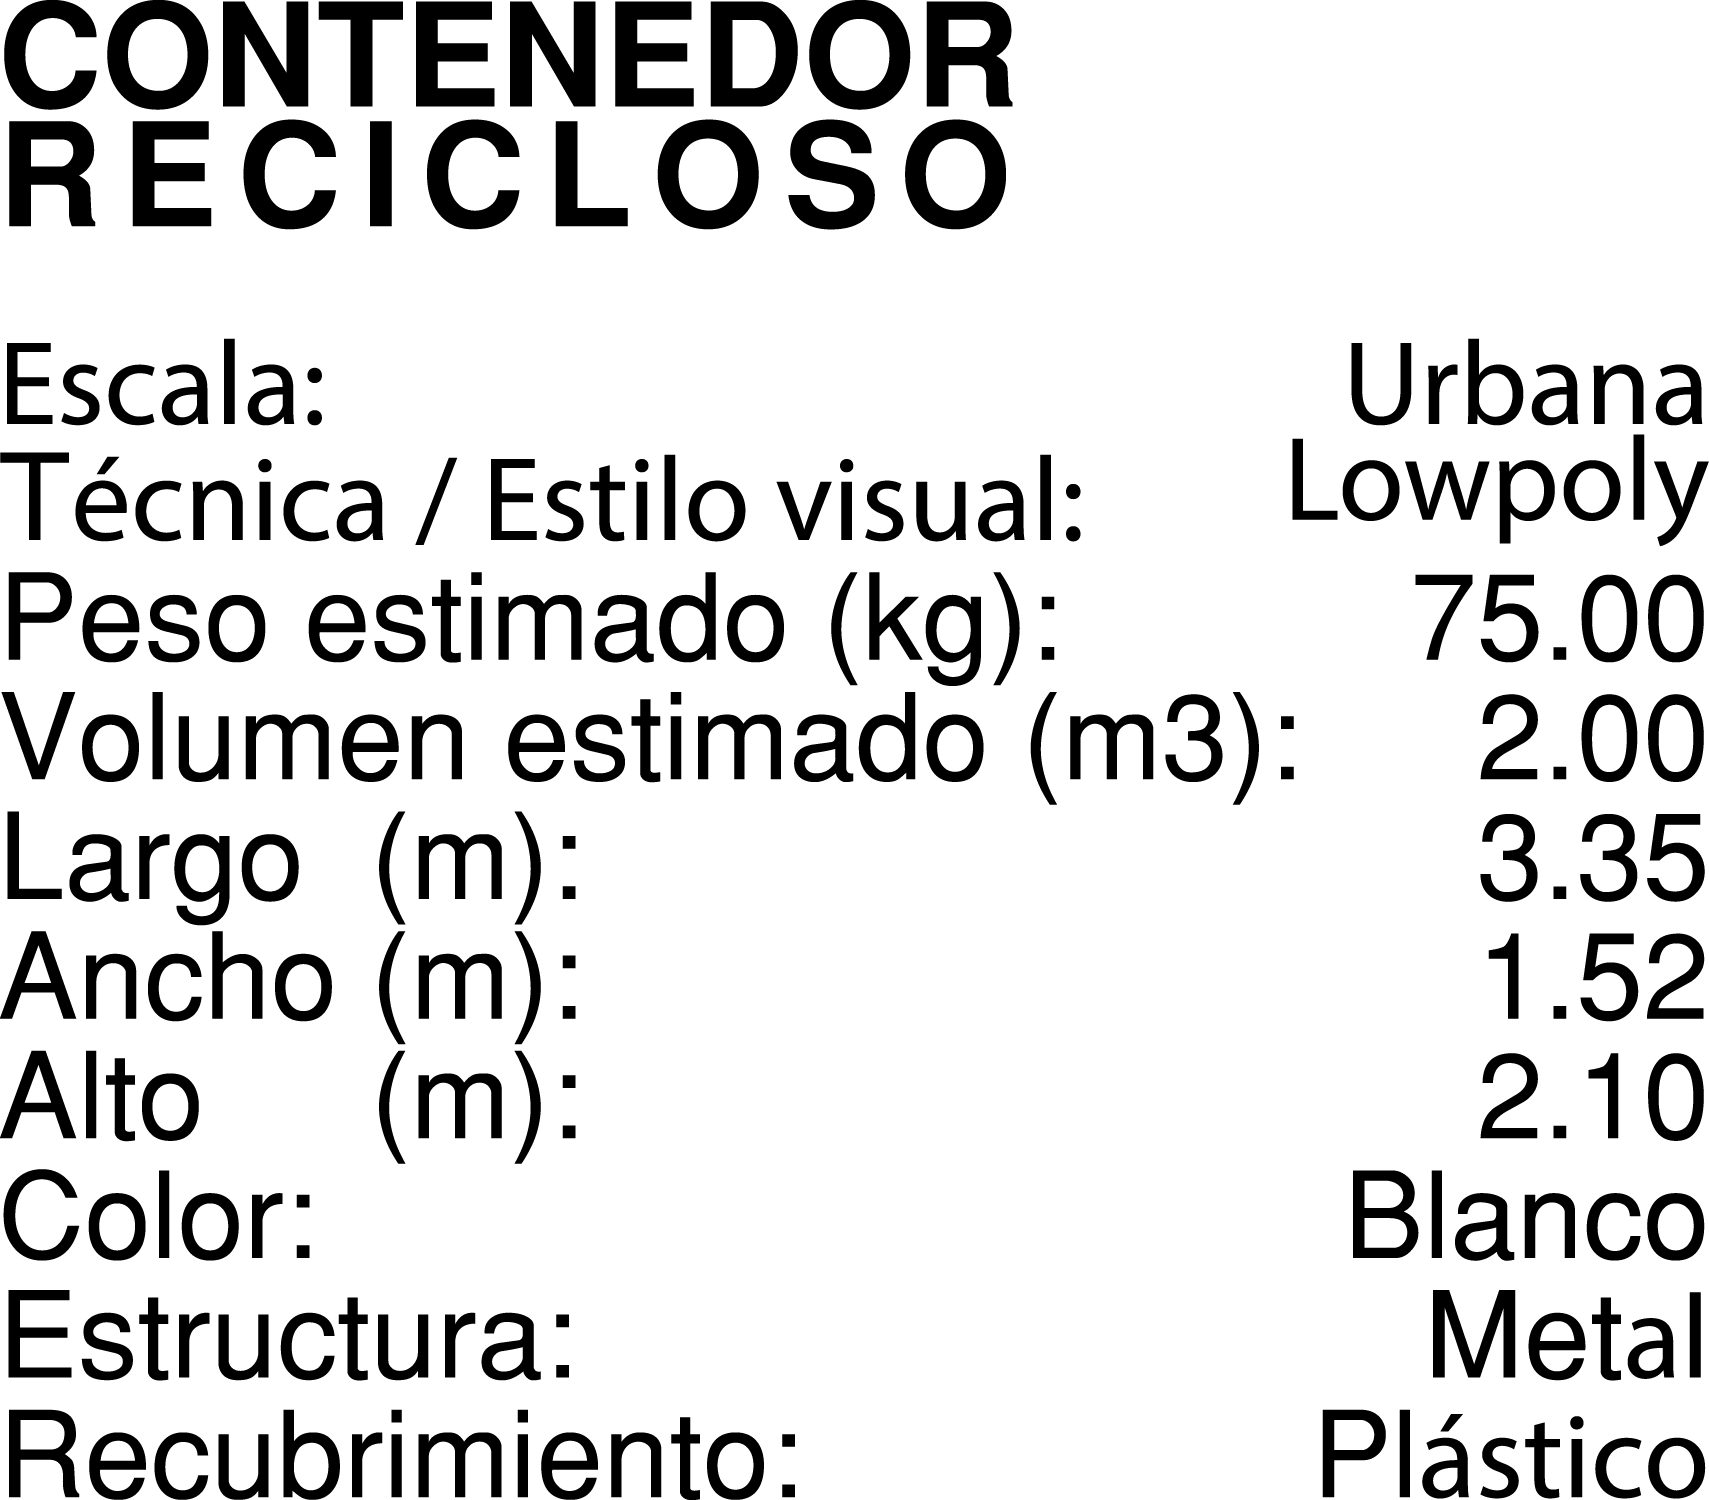 CONTENEDOR
RECICLOSO
Escala: Urbana
Técnica / Estilo visual: Lowpoly
Peso estimado (kg): 75.00
Volumen estimado (m3): 2.00
Largo (m): 3.35
Ancho (m): 1.52
Alto (m): 2.10
Color: Blanco
Estructura: Metal
Recubrimiento: Plástico